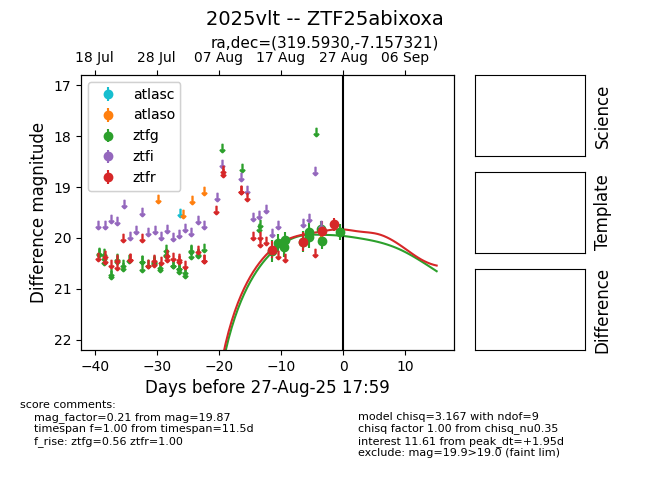 2025vlt -- ZTF25abixoxa
ra,dec=(319.5930,-7.157321)
18 Jul 28 Jul 07 Aug 17 Aug 27 Aug 06 Sep
17
18
19
20
21
22
Difference magnitude
atlasc
atlaso
ztfg
ztfi
ztfr
−40 −30 −20 −10 0 10
Days before 27-Aug-25 17:59
Science
Template
Difference
score comments:
mag_factor=0.21 from mag=19.87
timespan f=1.00 from timespan=11.5d
f_rise: ztfg=0.56 ztfr=1.00
model chisq=3.167 with ndof=9
chisq factor 1.00 from chisq_nu0.35
interest 11.61 from peak_dt=+1.95d
exclude: mag=19.9>19.0 (faint lim)